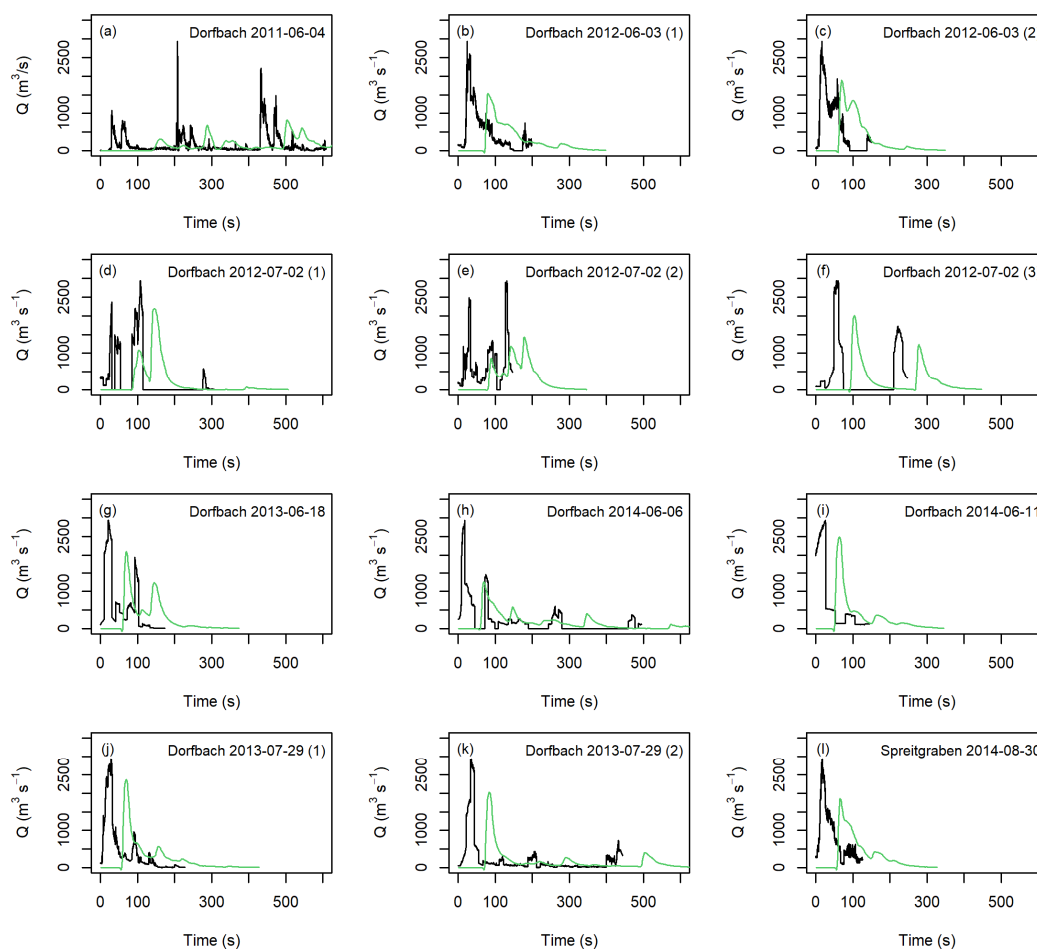 (a) Dorfbach 2011-06-04
Q (m³/s)
0 1000 2500
0 100 300 500
Time (s)
(b) Dorfbach 2012-06-03 (1)
Q (m³ s⁻¹)
0 1000 2500
0 100 300 500
Time (s)
(c) Dorfbach 2012-06-03 (2
Q (m³ s⁻¹)
0 1000 2500
0 100 300 500
Time (s)
(d) Dorfbach 2012-07-02 (1)
Q (m³ s⁻¹)
0 1000 2500
0 100 300 500
Time (s)
(e) Dorfbach 2012-07-02 (2)
Q (m³ s⁻¹)
0 1000 2500
0 100 300 500
Time (s)
(f) Dorfbach 2012-07-02 (3
Q (m³ s⁻¹)
0 1000 2500
0 100 300 500
Time (s)
(g) Dorfbach 2013-06-18
Q (m³ s⁻¹)
0 1000 2500
0 100 300 500
Time (s)
(h) Dorfbach 2014-06-06
Q (m³ s⁻¹)
0 1000 2500
0 100 300 500
Time (s)
(i) Dorfbach 2014-06-11
Q (m³ s⁻¹)
0 1000 2500
0 100 300 500
Time (s)
(j) Dorfbach 2013-07-29 (1)
Q (m³ s⁻¹)
0 1000 2500
0 100 300 500
Time (s)
(k) Dorfbach 2013-07-29 (2)
Q (m³ s⁻¹)
0 1000 2500
0 100 300 500
Time (s)
(l) Spreitgraben 2014-08-30
Q (m³ s⁻¹)
0 1000 2500
0 100 300 500
Time (s)